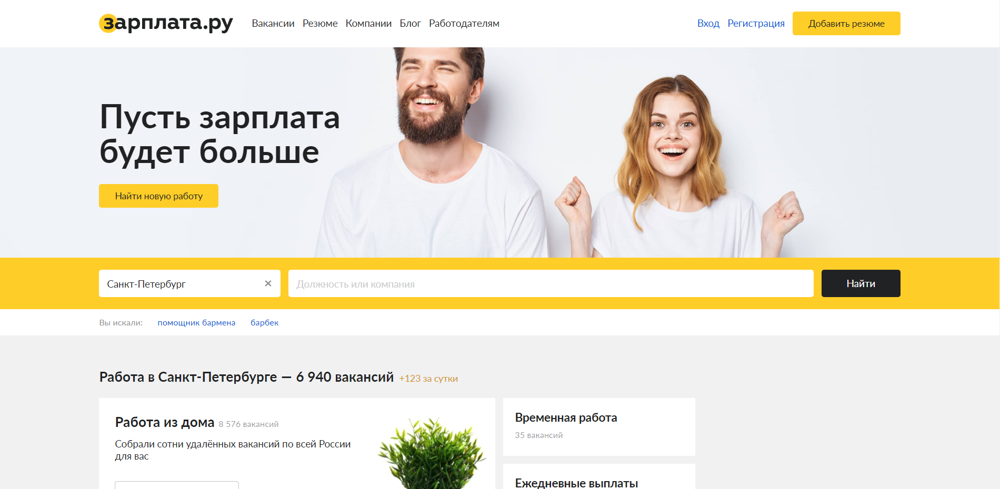 зарплата.ру
Вакансии Резюме Компании Блог Работодателям
Вход Регистрация Добавить резюме
Пусть зарплата
будет больше
Найти новую работу
Санкт-Петербург
Должность или компания
Найти
Вы искали: помощник бармена барбек
Работа в Санкт-Петербурге — 6 940 вакансий +123 за сутки
Работа из дома 8 576 вакансий
Собрали сотни удалённых вакансий по всей России
для вас
Временная работа
35 вакансий
Ежедневные выплаты